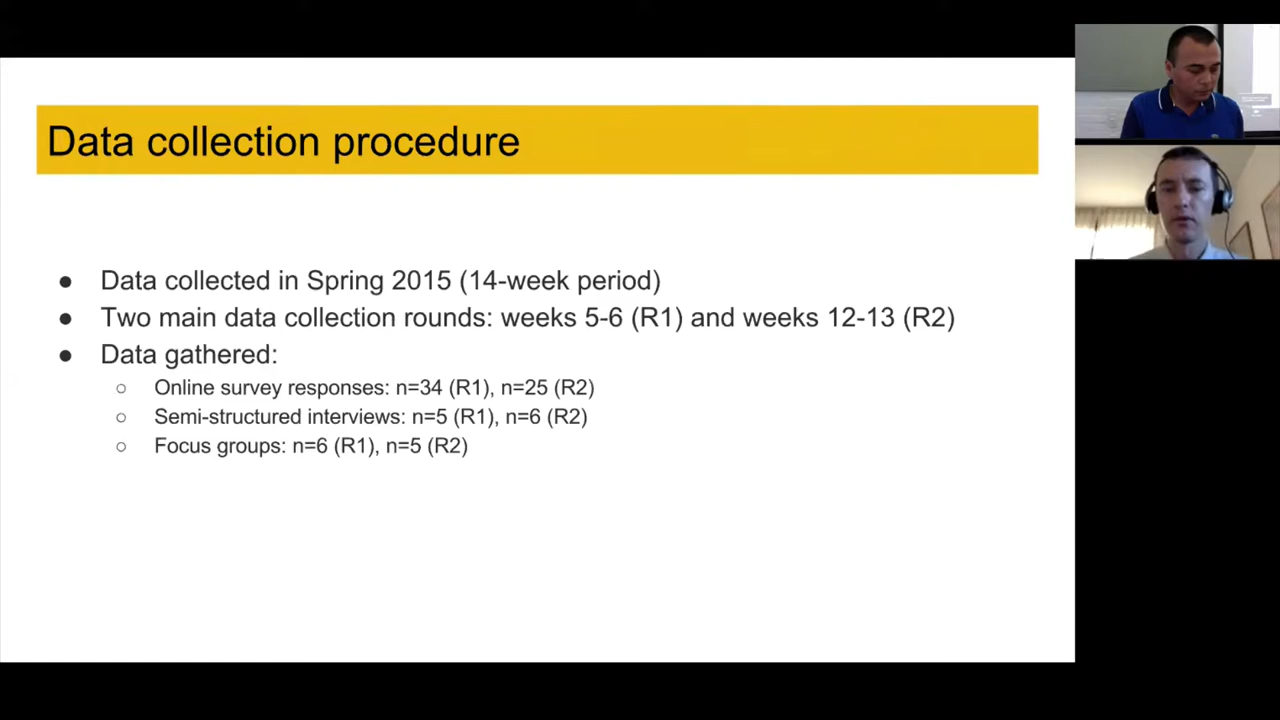 Data collection procedure
● Data collected in Spring 2015 (14-week period)
● Two main data collection rounds: weeks 5-6 (R1) and weeks 12-13 (R2)
● Data gathered:
○ Online survey responses: n=34 (R1), n=25 (R2)
○ Semi-structured interviews: n=5 (R1), n=6 (R2)
○ Focus groups: n=6 (R1), n=5 (R2)